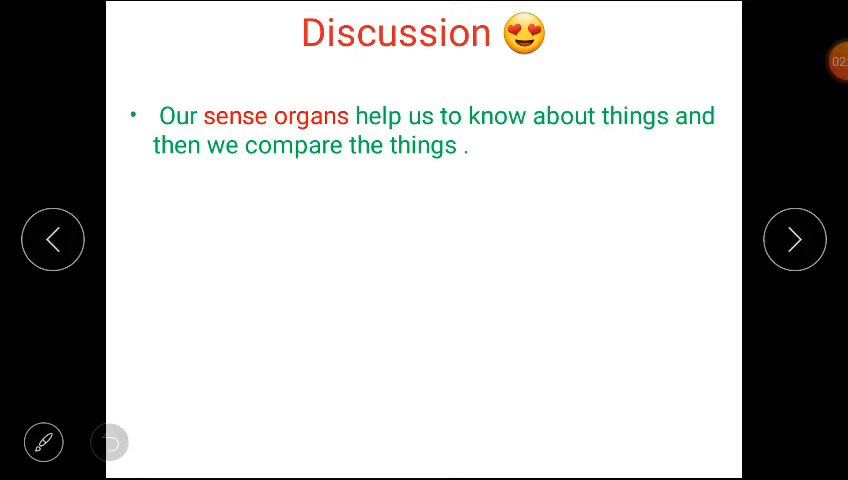 Discussion 😍
• Our sense organs help us to know about things and
then we compare the things .